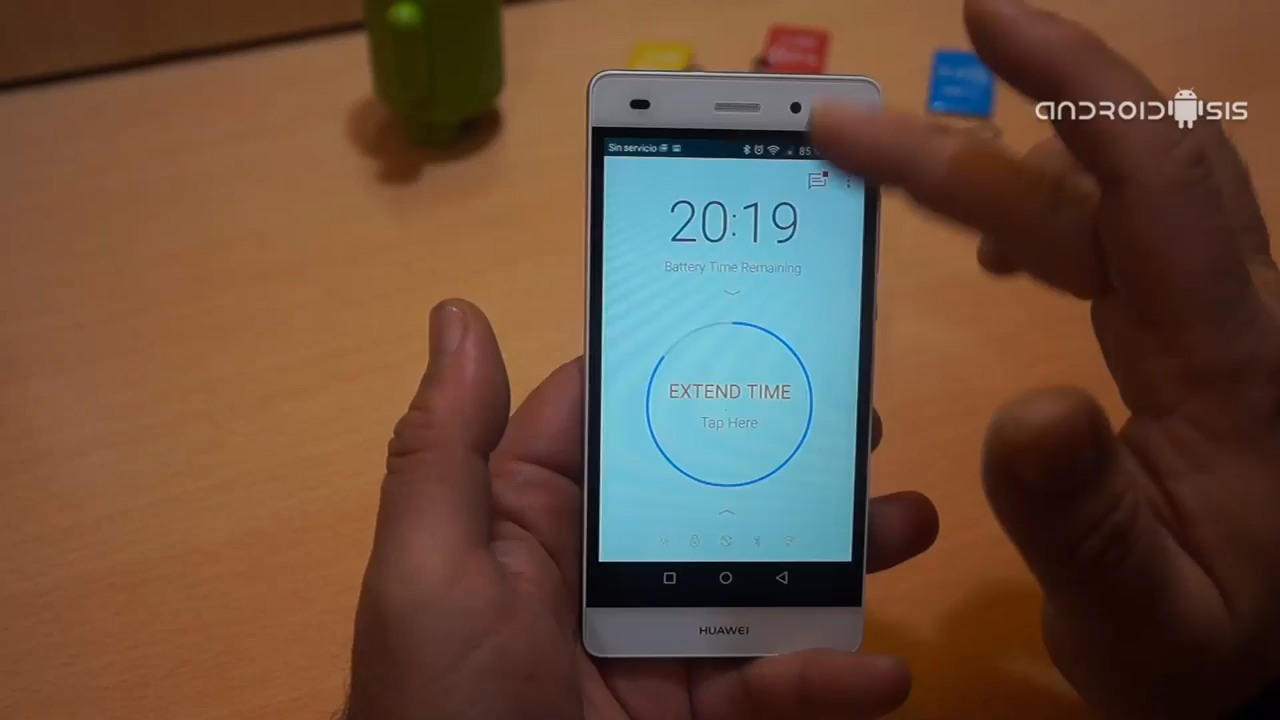 ANDROIDSIS
Sin servicio 85
20:19
Battery Time Remaining
EXTEND TIME
Tap Here
HUAWEI